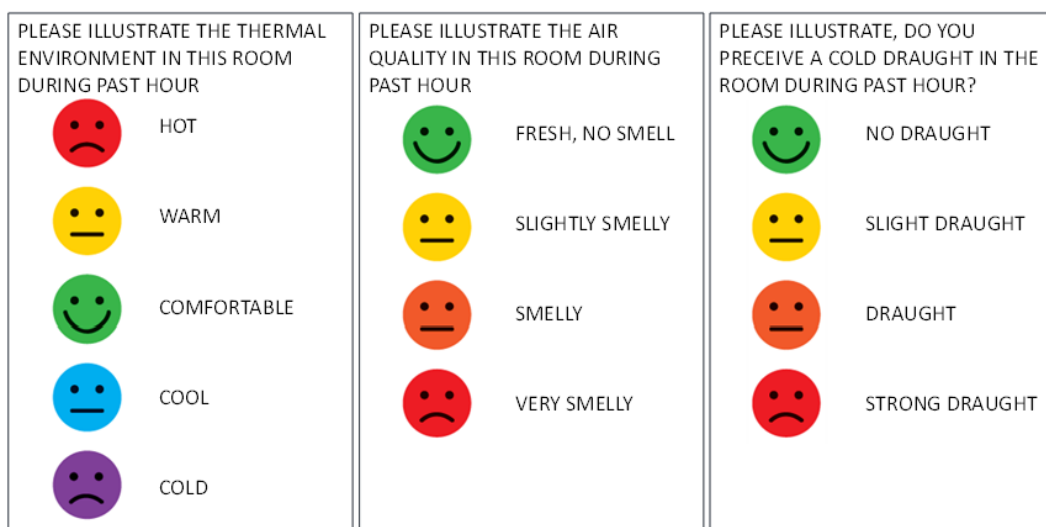 PLEASE ILLUSTRATE THE THERMAL
ENVIRONMENT IN THIS ROOM
DURING PAST HOUR
HOT
WARM
COMFORTABLE
COOL
COLD
PLEASE ILLUSTRATE THE AIR
QUALITY IN THIS ROOM DURING
PAST HOUR
FRESH, NO SMELL
SLIGHTLY SMELLY
SMELLY
VERY SMELLY
PLEASE ILLUSTRATE, DO YOU
PRECEIVE A COLD DRAUGHT IN THE
ROOM DURING PAST HOUR?
NO DRAUGHT
SLIGHT DRAUGHT
DRAUGHT
STRONG DRAUGHT